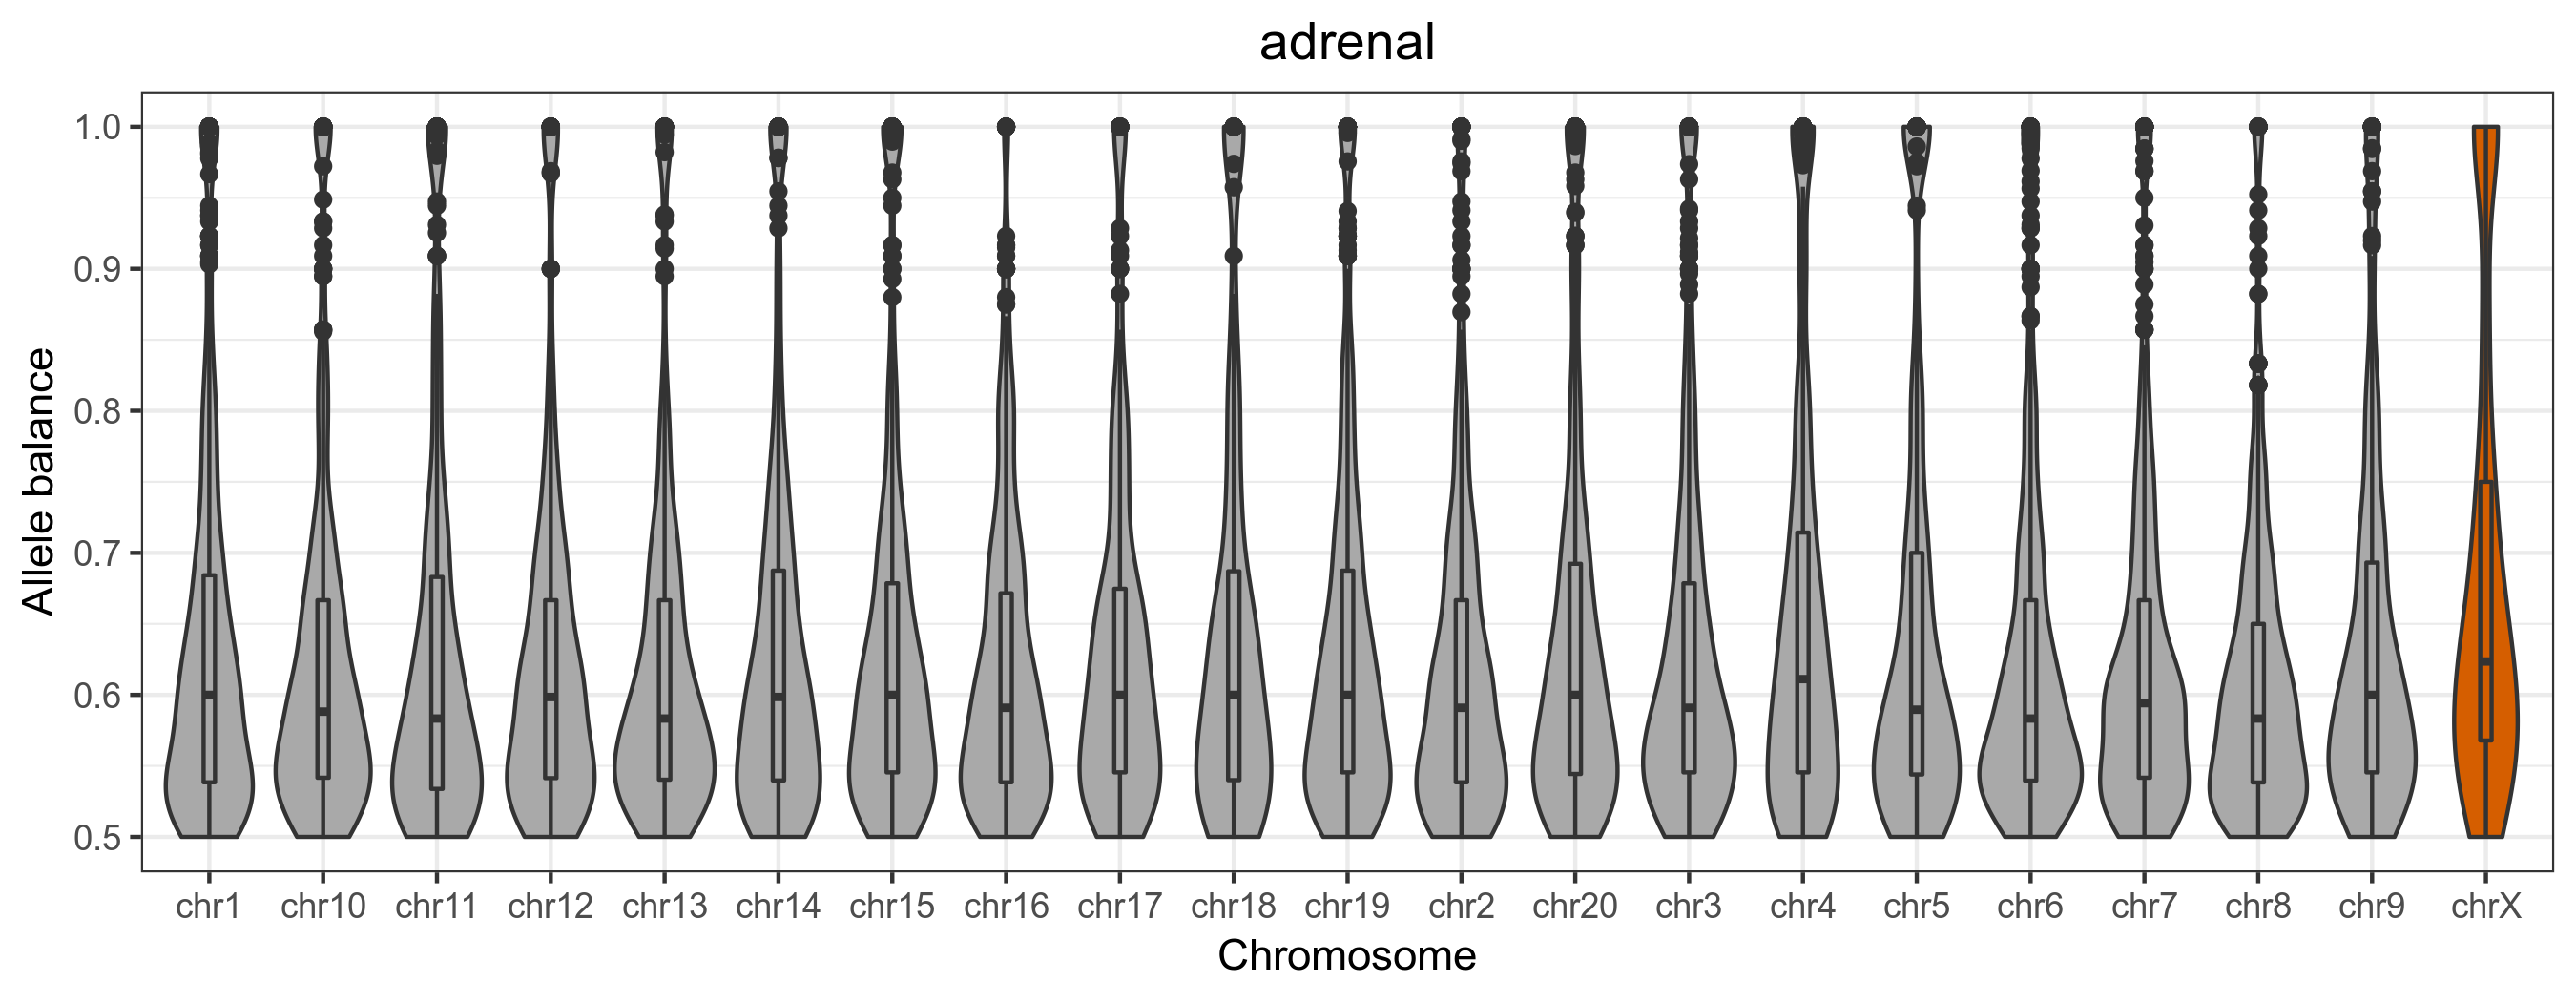 adrenal
Allele balance
1.0
0.9
0.8
0.7
0.6
0.5
chr1 chr10 chr11 chr12 chr13 chr14 chr15 chr16 chr17 chr18 chr19 chr2 chr20 chr3 chr4 chr5 chr6 chr7 chr8 chr9 chrX
Chromosome